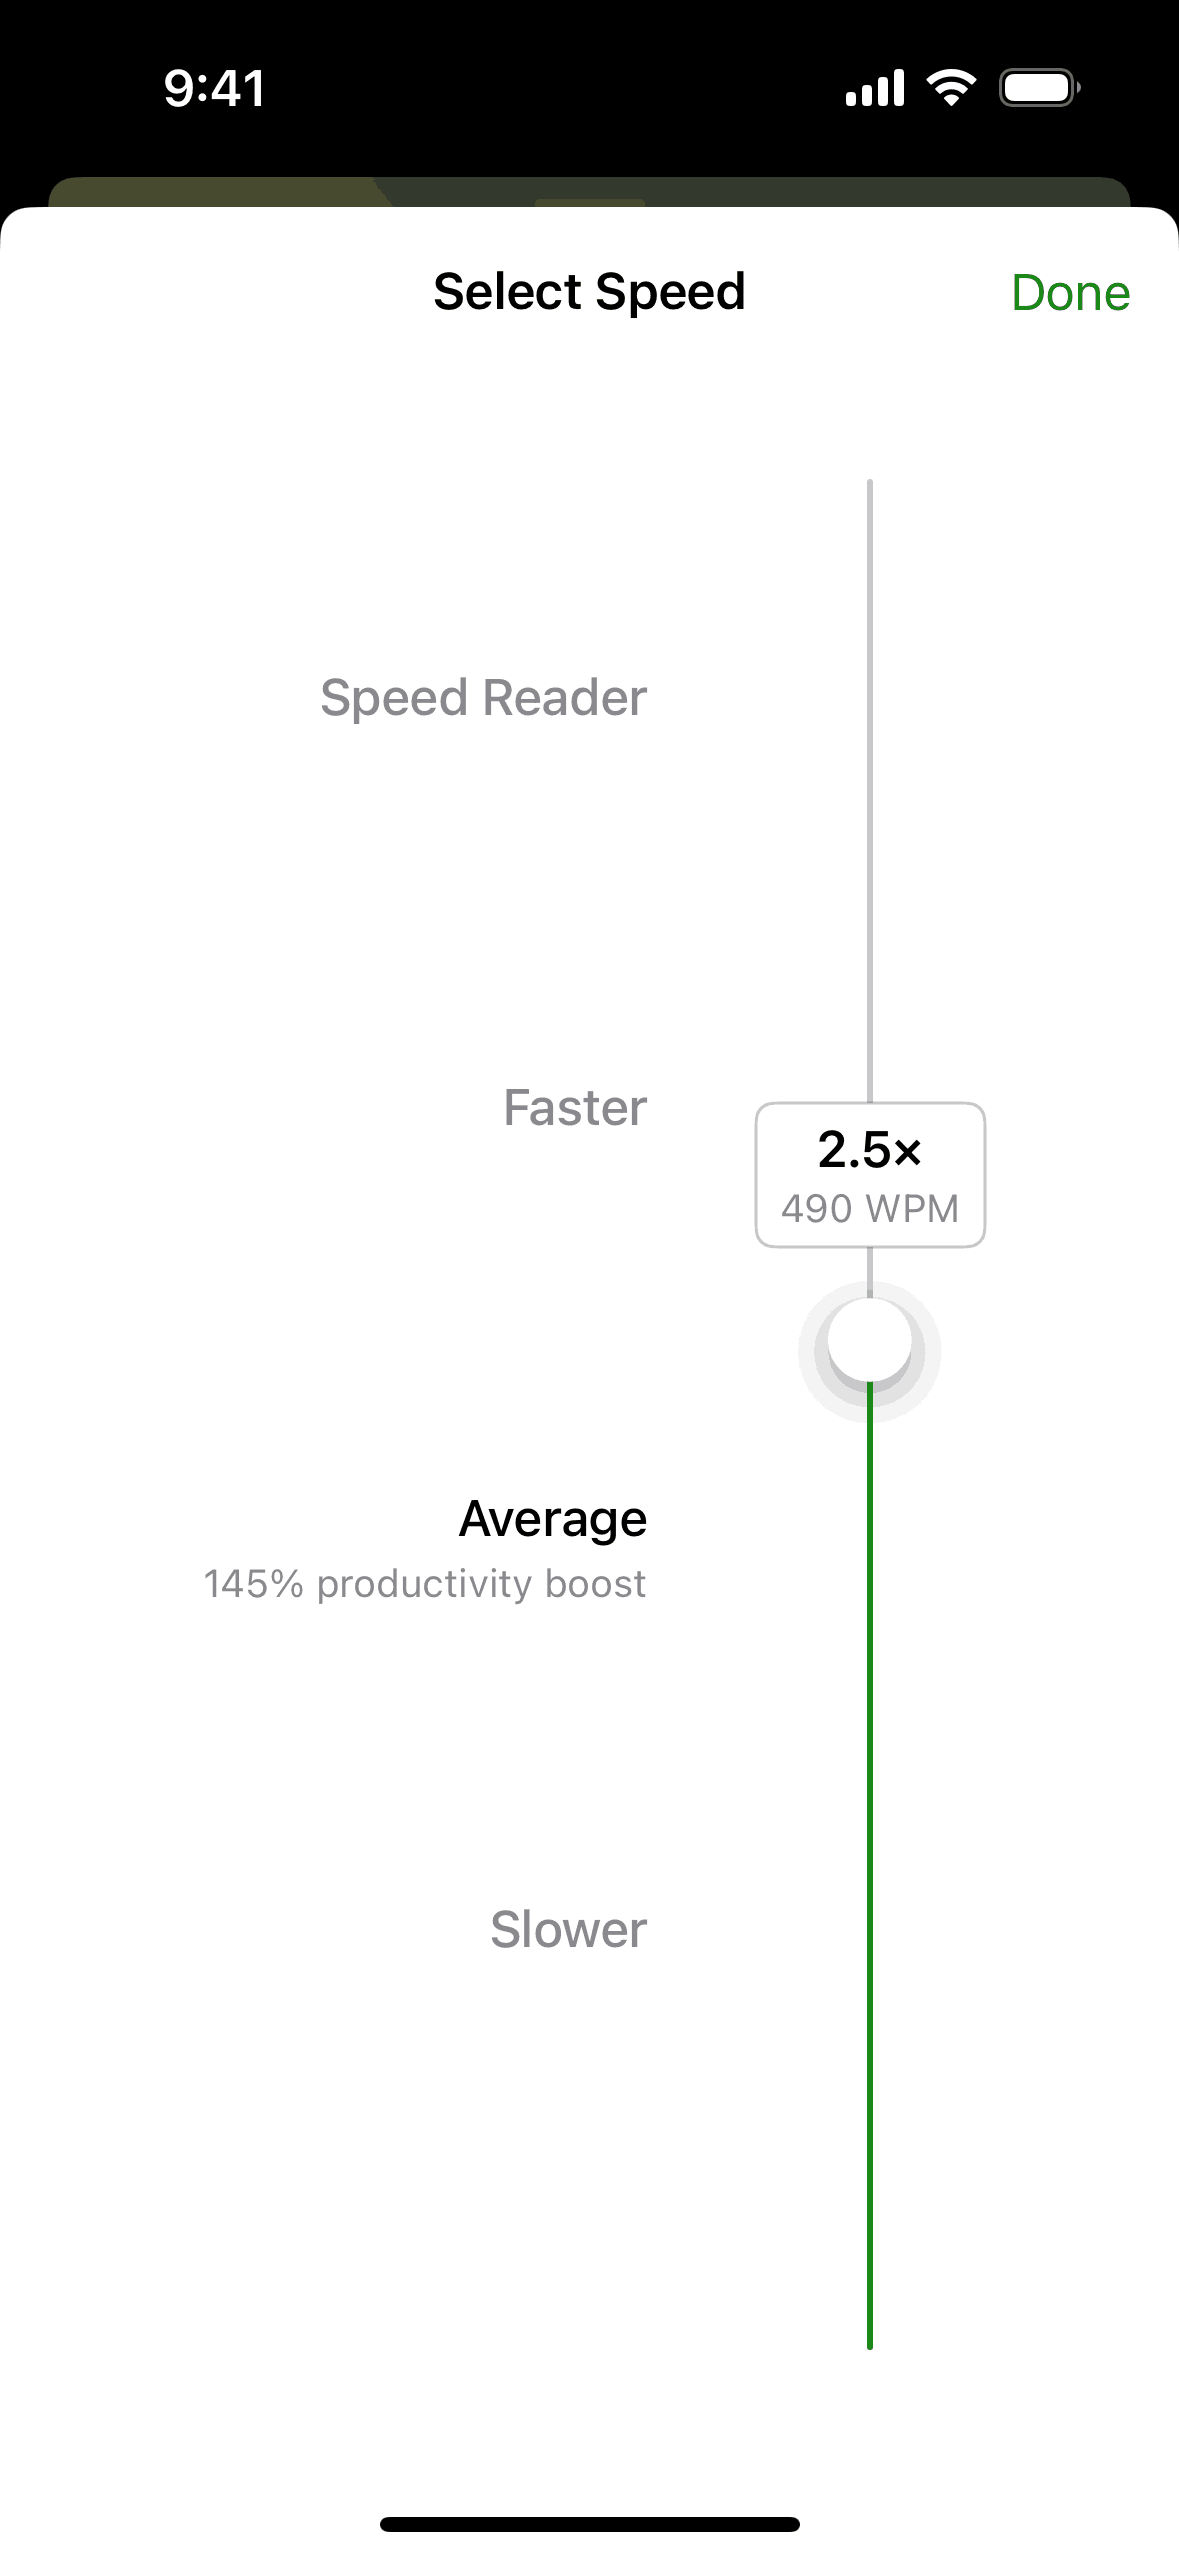 9:41
Select Speed
Done
Speed Reader
Faster
2.5×
490 WPM
Average
145% productivity boost
Slower